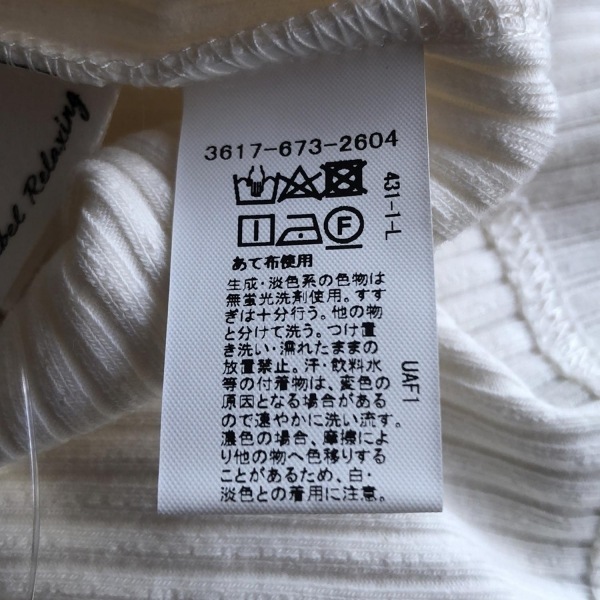 bel Relaxing
3617-673-2604
あて布使用
生成・淡色系の色物は
無蛍光洗剤使用。すす
ぎは十分行う。他の物
と分けて洗う。つけ置
き洗い・濡れたままの
放置禁止。汗・飲料水
等の付着物は、変色の
原因となる場合がある
ので速やかに洗い流す。
濃色の場合、摩擦によ
り他の物へ色移りする
ことがあるため、白・
淡色との着用に注意。
431-1-L
UAF1
F